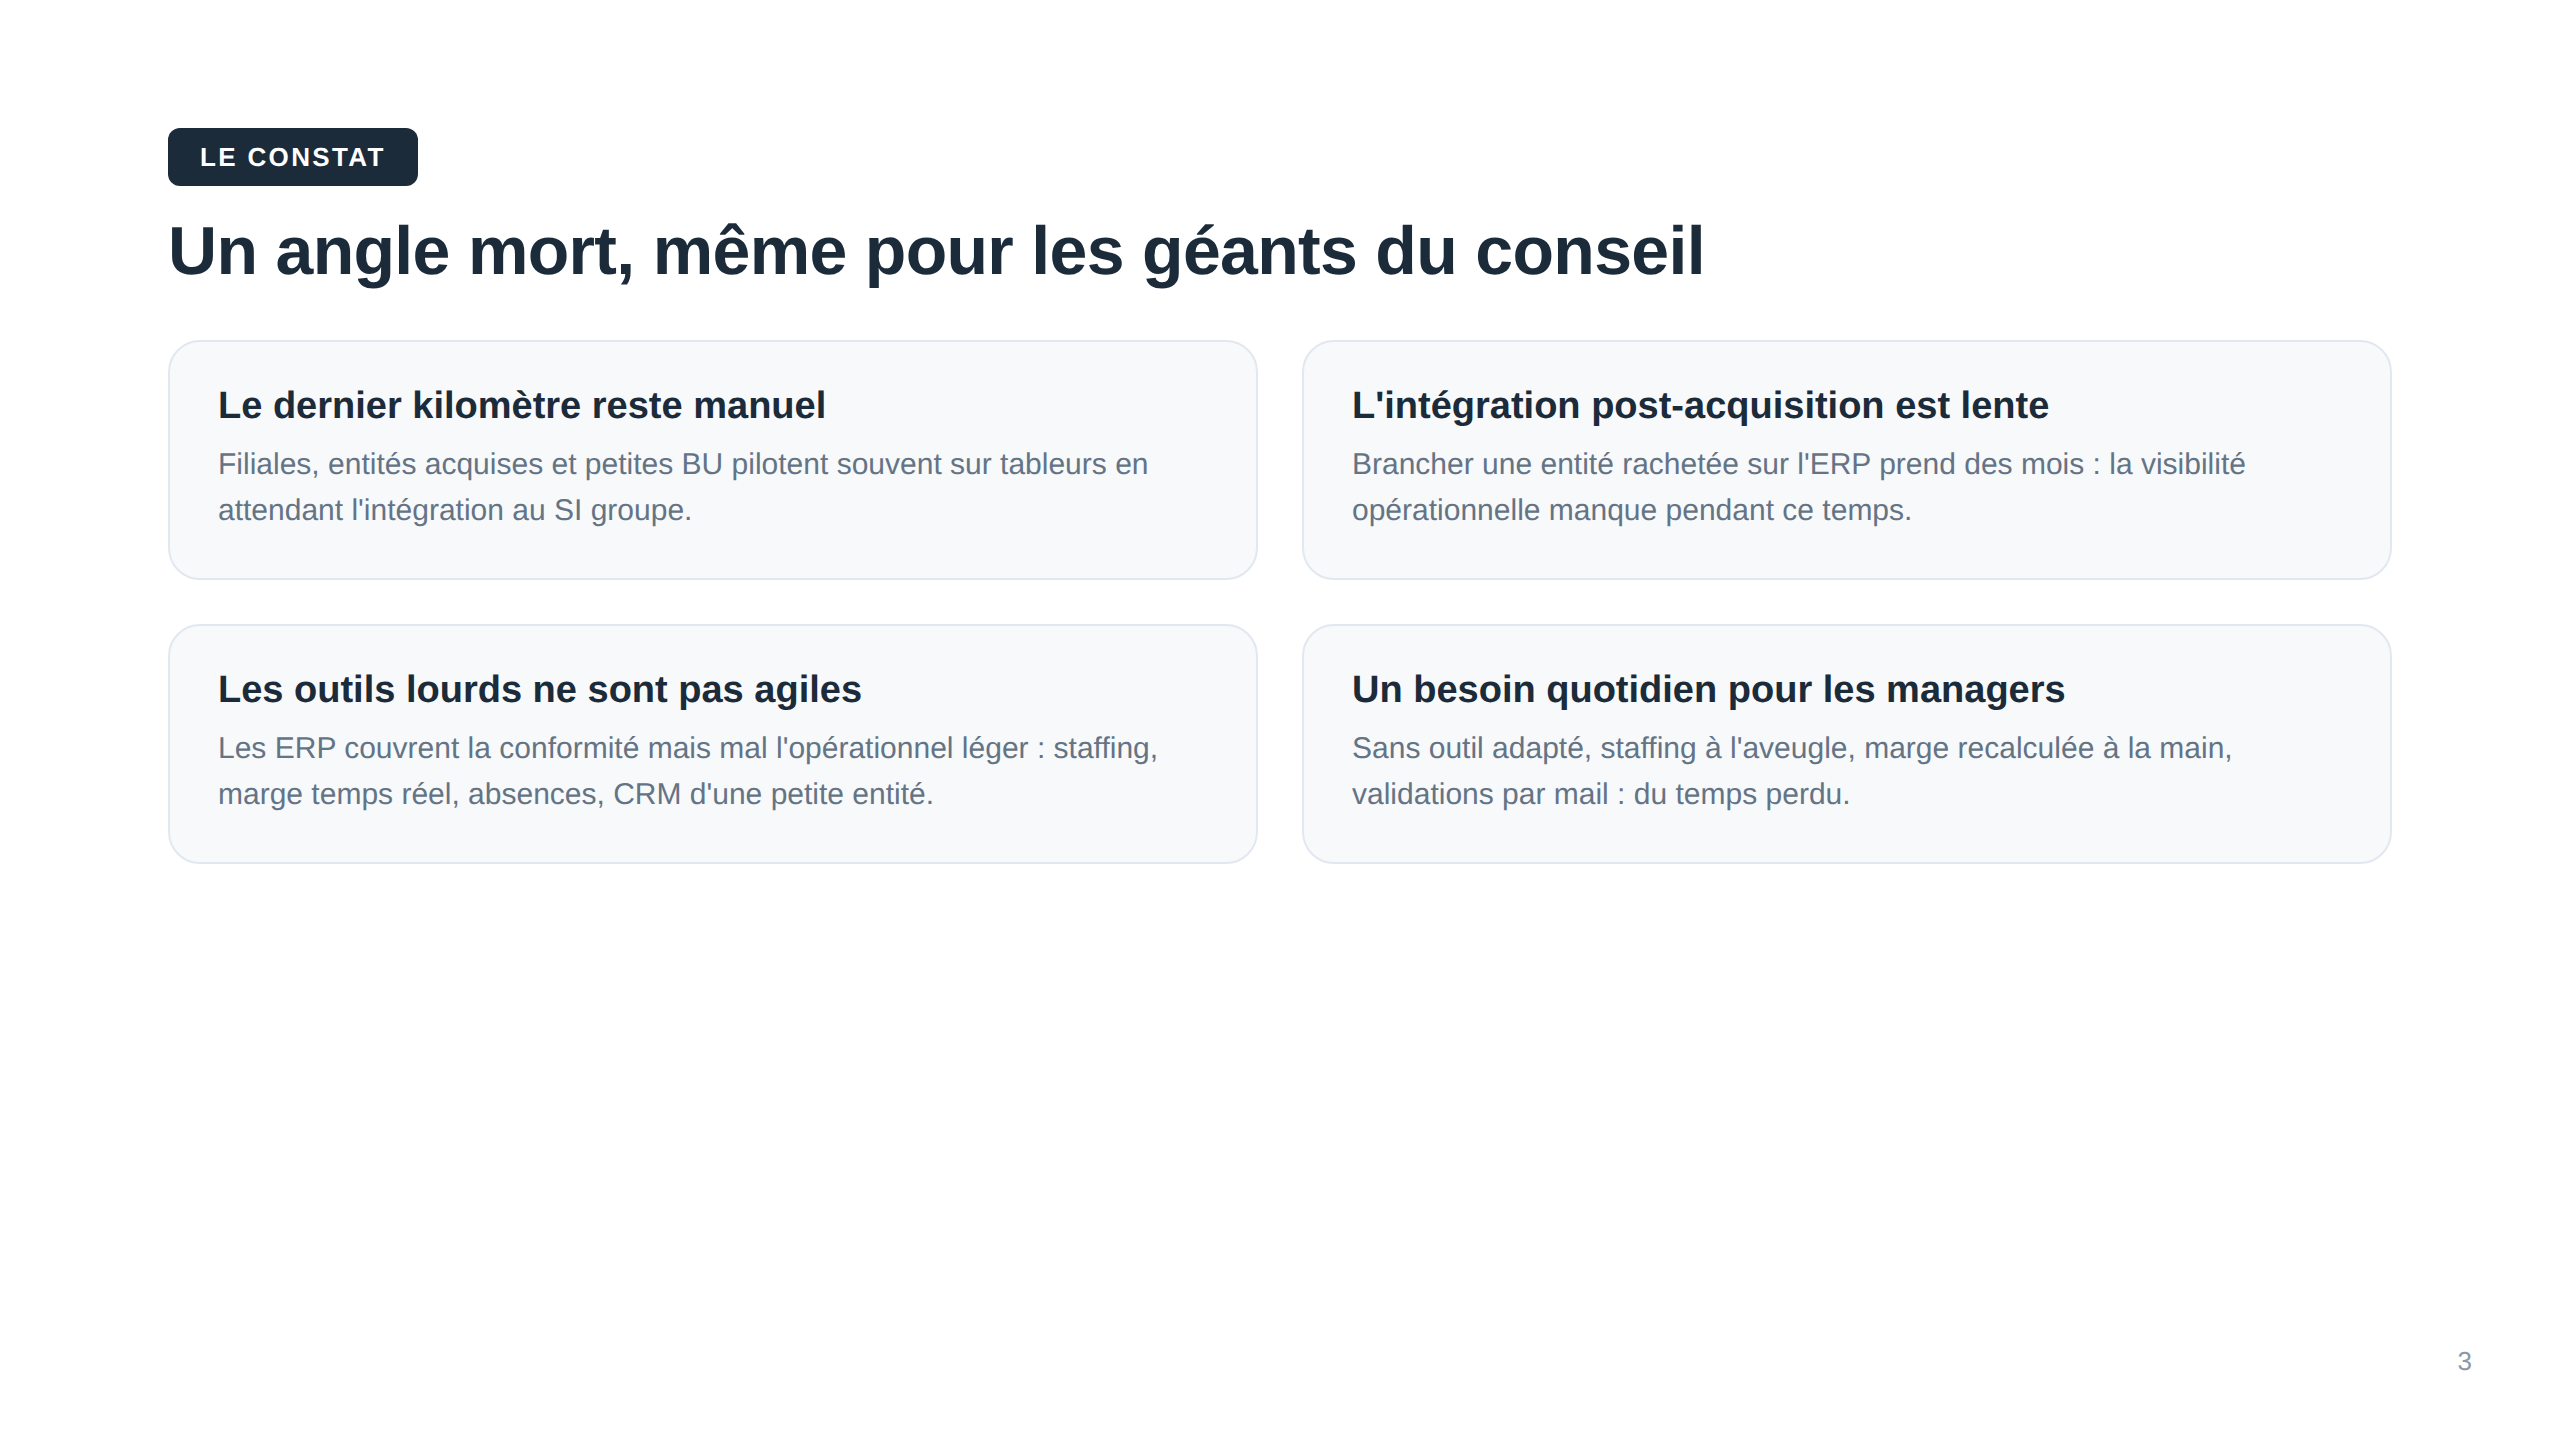 LE CONSTAT
Un angle mort, même pour les géants du conseil
Le dernier kilomètre reste manuel
Filiales, entités acquises et petites BU pilotent souvent sur tableurs en
attendant l'intégration au SI groupe.
L'intégration post-acquisition est lente
Brancher une entité rachetée sur l'ERP prend des mois : la visibilité
opérationnelle manque pendant ce temps.
Les outils lourds ne sont pas agiles
Les ERP couvrent la conformité mais mal l'opérationnel léger : staffing,
marge temps réel, absences, CRM d'une petite entité.
Un besoin quotidien pour les managers
Sans outil adapté, staffing à l'aveugle, marge recalculée à la main,
validations par mail : du temps perdu.
3